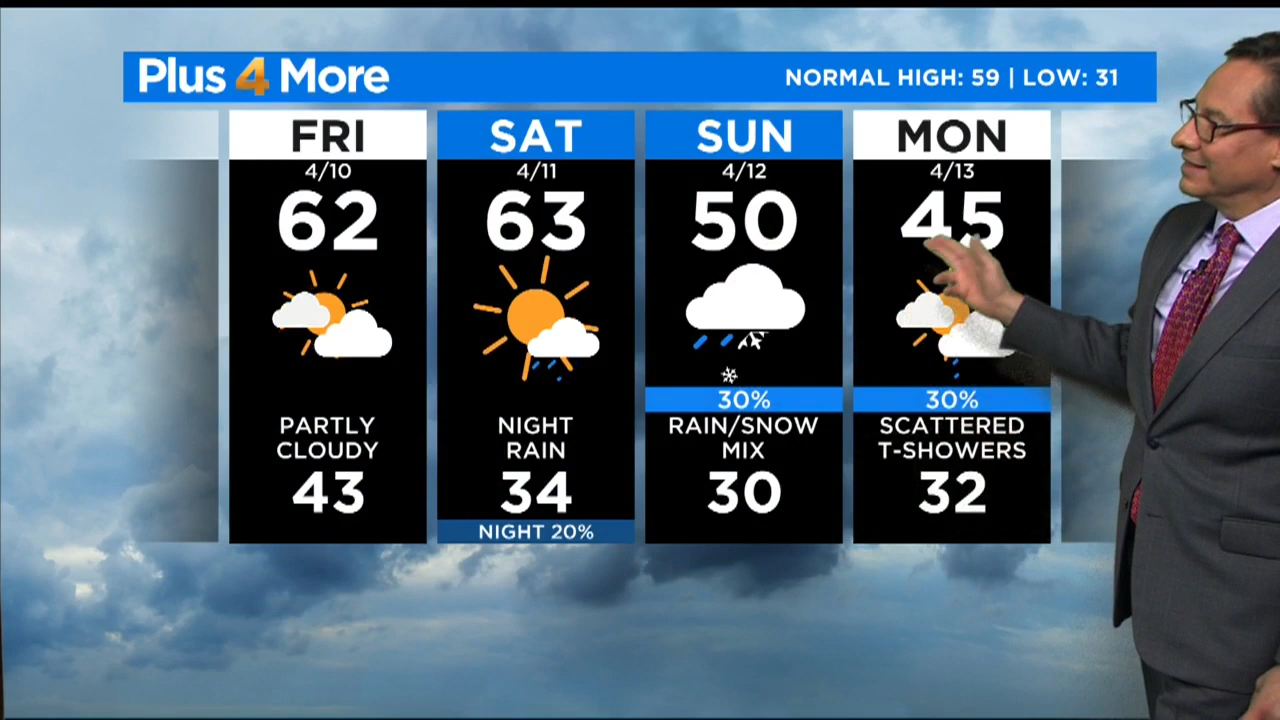 Plus 4 More
NORMAL HIGH: 59 | LOW: 31
FRI
4/10
62
PARTLY
CLOUDY
43
SAT
4/11
63
NIGHT
RAIN
34
NIGHT 20%
SUN
4/12
50
30%
RAIN/SNOW
MIX
30
MON
4/13
45
30%
SCATTERED
T-SHOWERS
32